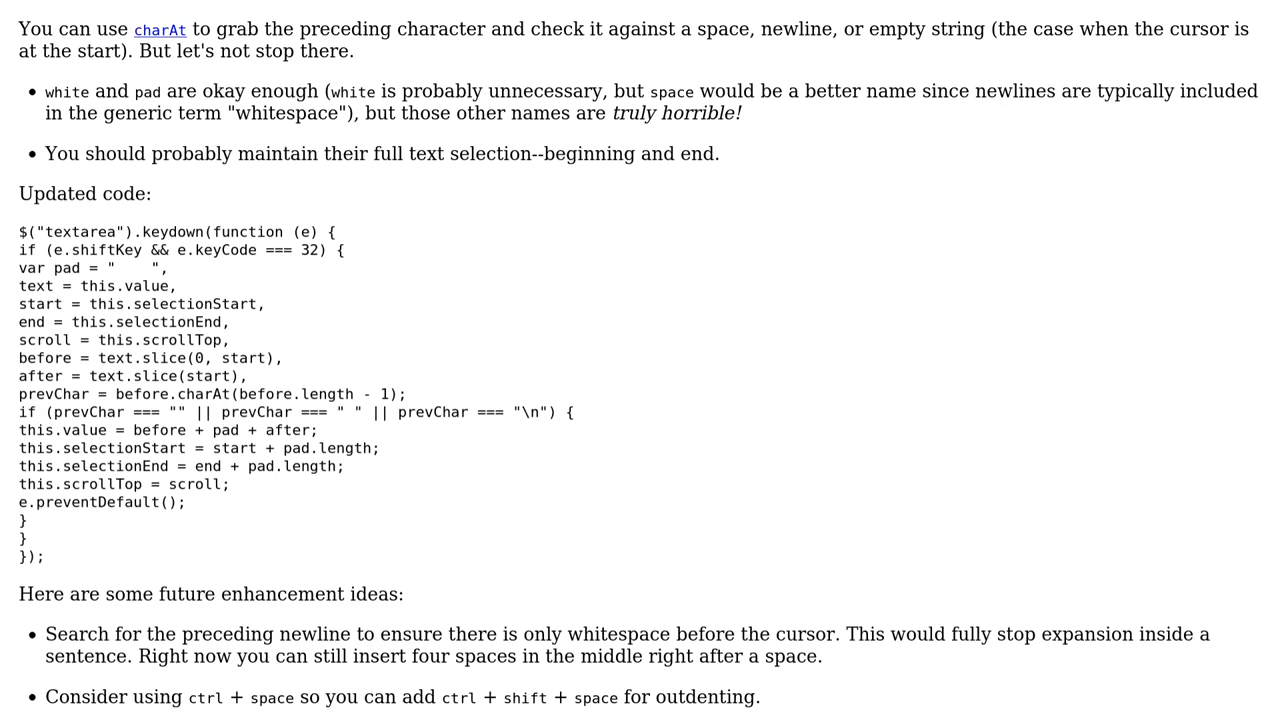 You can use charAt to grab the preceding character and check it against a space, newline, or empty string (the case when the cursor is
at the start). But let's not stop there.
• white and pad are okay enough (white is probably unnecessary, but space would be a better name since newlines are typically included
in the generic term "whitespace"), but those other names are truly horrible!
• You should probably maintain their full text selection--beginning and end.
Updated code:
$("textarea").keydown(function (e) {
if (e.shiftKey && e.keyCode === 32) {
var pad = "    ",
text = this.value,
start = this.selectionStart,
end = this.selectionEnd,
scroll = this.scrollTop,
before = text.slice(0, start),
after = text.slice(start),
prevChar = before.charAt(before.length - 1);
if (prevChar === "" || prevChar === " " || prevChar === "\n") {
this.value = before + pad + after;
this.selectionStart = start + pad.length;
this.selectionEnd = end + pad.length;
this.scrollTop = scroll;
e.preventDefault();
}
}
});
Here are some future enhancement ideas:
• Search for the preceding newline to ensure there is only whitespace before the cursor. This would fully stop expansion inside a
sentence. Right now you can still insert four spaces in the middle right after a space.
• Consider using ctrl + space so you can add ctrl + shift + space for outdenting.